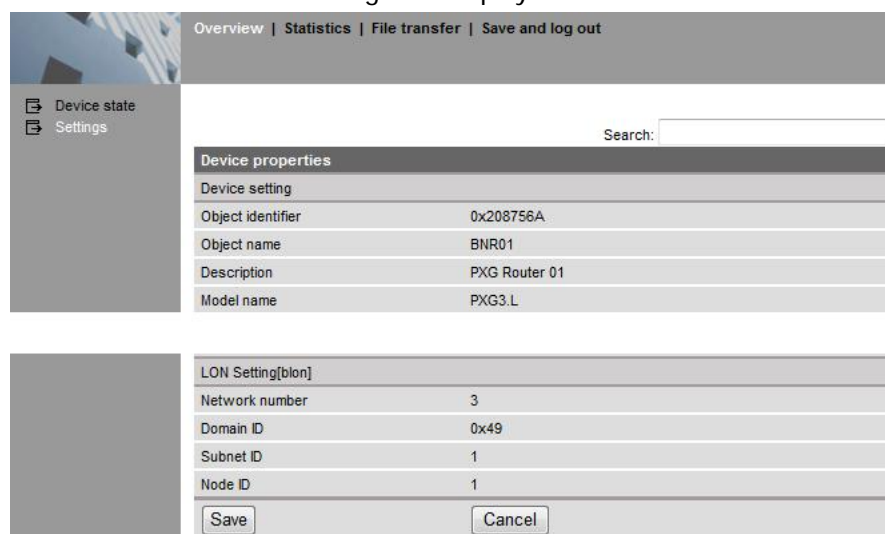 Overview | Statistics | File transfer | Save and log out
Device state
Settings
Search:
Device properties
Device setting
Object identifier 0x208756A
Object name BNR01
Description PXG Router 01
Model name PXG3.L
LON Setting[blon]
Network number 3
Domain ID 0x49
Subnet ID 1
Node ID 1
Save Cancel